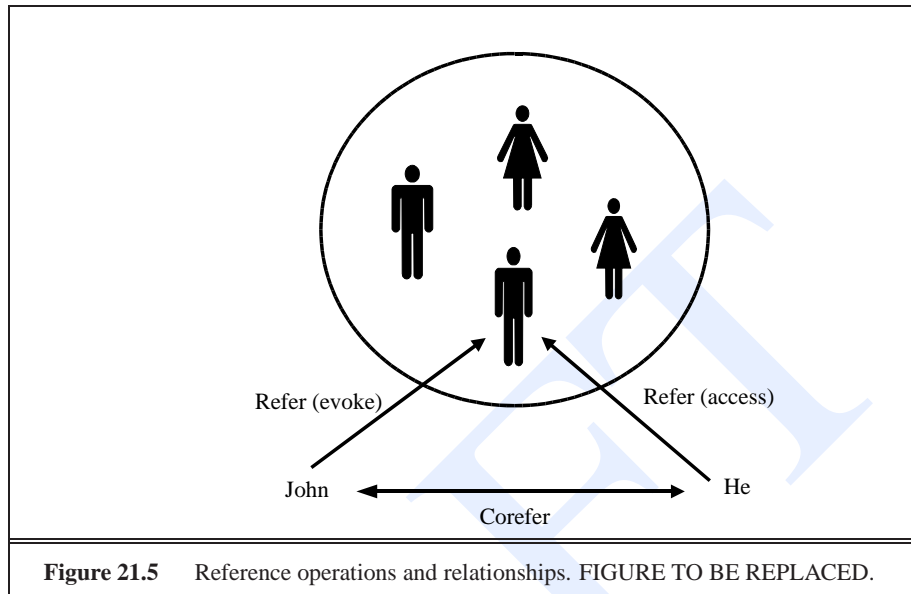 Refer (evoke)
Refer (access)
John
He
Corefer
Figure 21.5 Reference operations and relationships. FIGURE TO BE REPLACED.